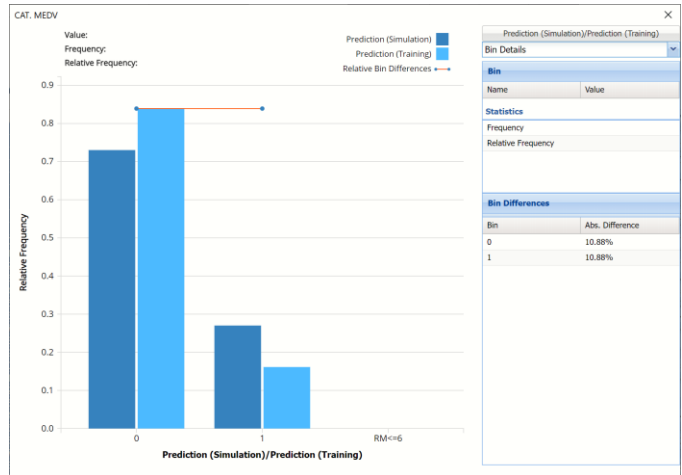 CAT. MEDV
Value:
Frequency:
Relative Frequency:
Prediction (Simulation)
Prediction (Training)
Relative Bin Differences
0.9
0.8
0.7
0.6
0.5
0.4
0.3
0.2
0.1
0.0
Relative Frequency
0
1
RM<=6
Prediction (Simulation)/Prediction (Training)
Prediction (Simulation)/Prediction (Training)
Bin Details
Bin
Name Value
Statistics
Frequency
Relative Frequency
Bin Differences
Bin Abs. Difference
0 10.88%
1 10.88%